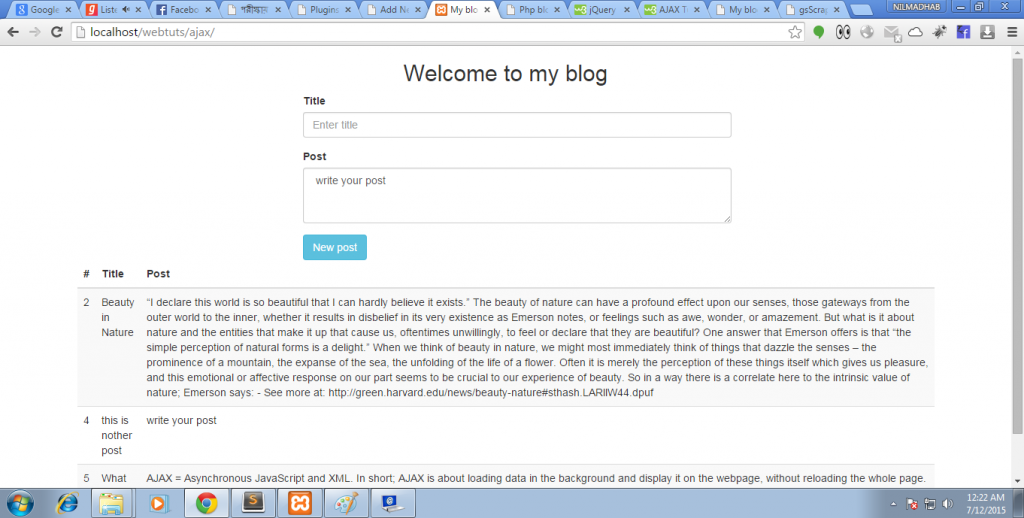 Google
Liste
Facebo
পরীক্ষামূ
Plugins
Add Ne
My blo
Php bl
jQuery
AJAX T
My blo
gsScrap
NILMADHAB
localhost/webtuts/ajax/
Welcome to my blog
Title
Enter title
Post
write your post
New post
# Title Post
2 Beauty in Nature
“I declare this world is so beautiful that I can hardly believe it exists.” The beauty of nature can have a profound effect upon our senses, those gateways from the
outer world to the inner, whether it results in disbelief in its very existence as Emerson notes, or feelings such as awe, wonder, or amazement. But what is it about
nature and the entities that make it up that cause us, oftentimes unwillingly, to feel or declare that they are beautiful? One answer that Emerson offers is that “the
simple perception of natural forms is a delight.” When we think of beauty in nature, we might most immediately think of things that dazzle the senses – the
prominence of a mountain, the expanse of the sea, the unfolding of the life of a flower. Often it is merely the perception of these things itself which gives us pleasure,
and this emotional or affective response on our part seems to be crucial to our experience of beauty. So in a way there is a correlate here to the intrinsic value of
nature; Emerson says: - See more at: http://green.harvard.edu/news/beauty-nature#sthash.LARIlW44.dpuf
4 this is nother post
write your post
5 What
AJAX = Asynchronous JavaScript and XML. In short; AJAX is about loading data in the background and display it on the webpage, without reloading the whole page.
12:22 AM
7/12/2015